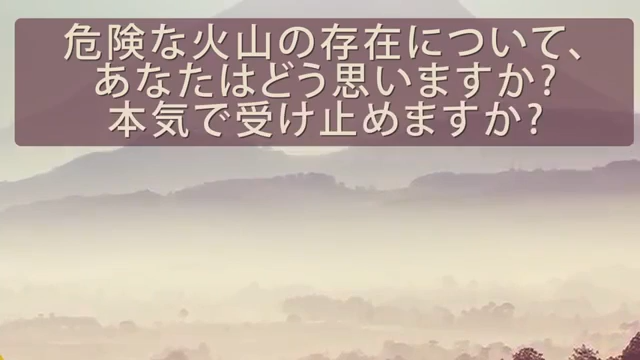 危険な火山の存在について、
あなたはどう思いますか?
本気で受け止めますか?